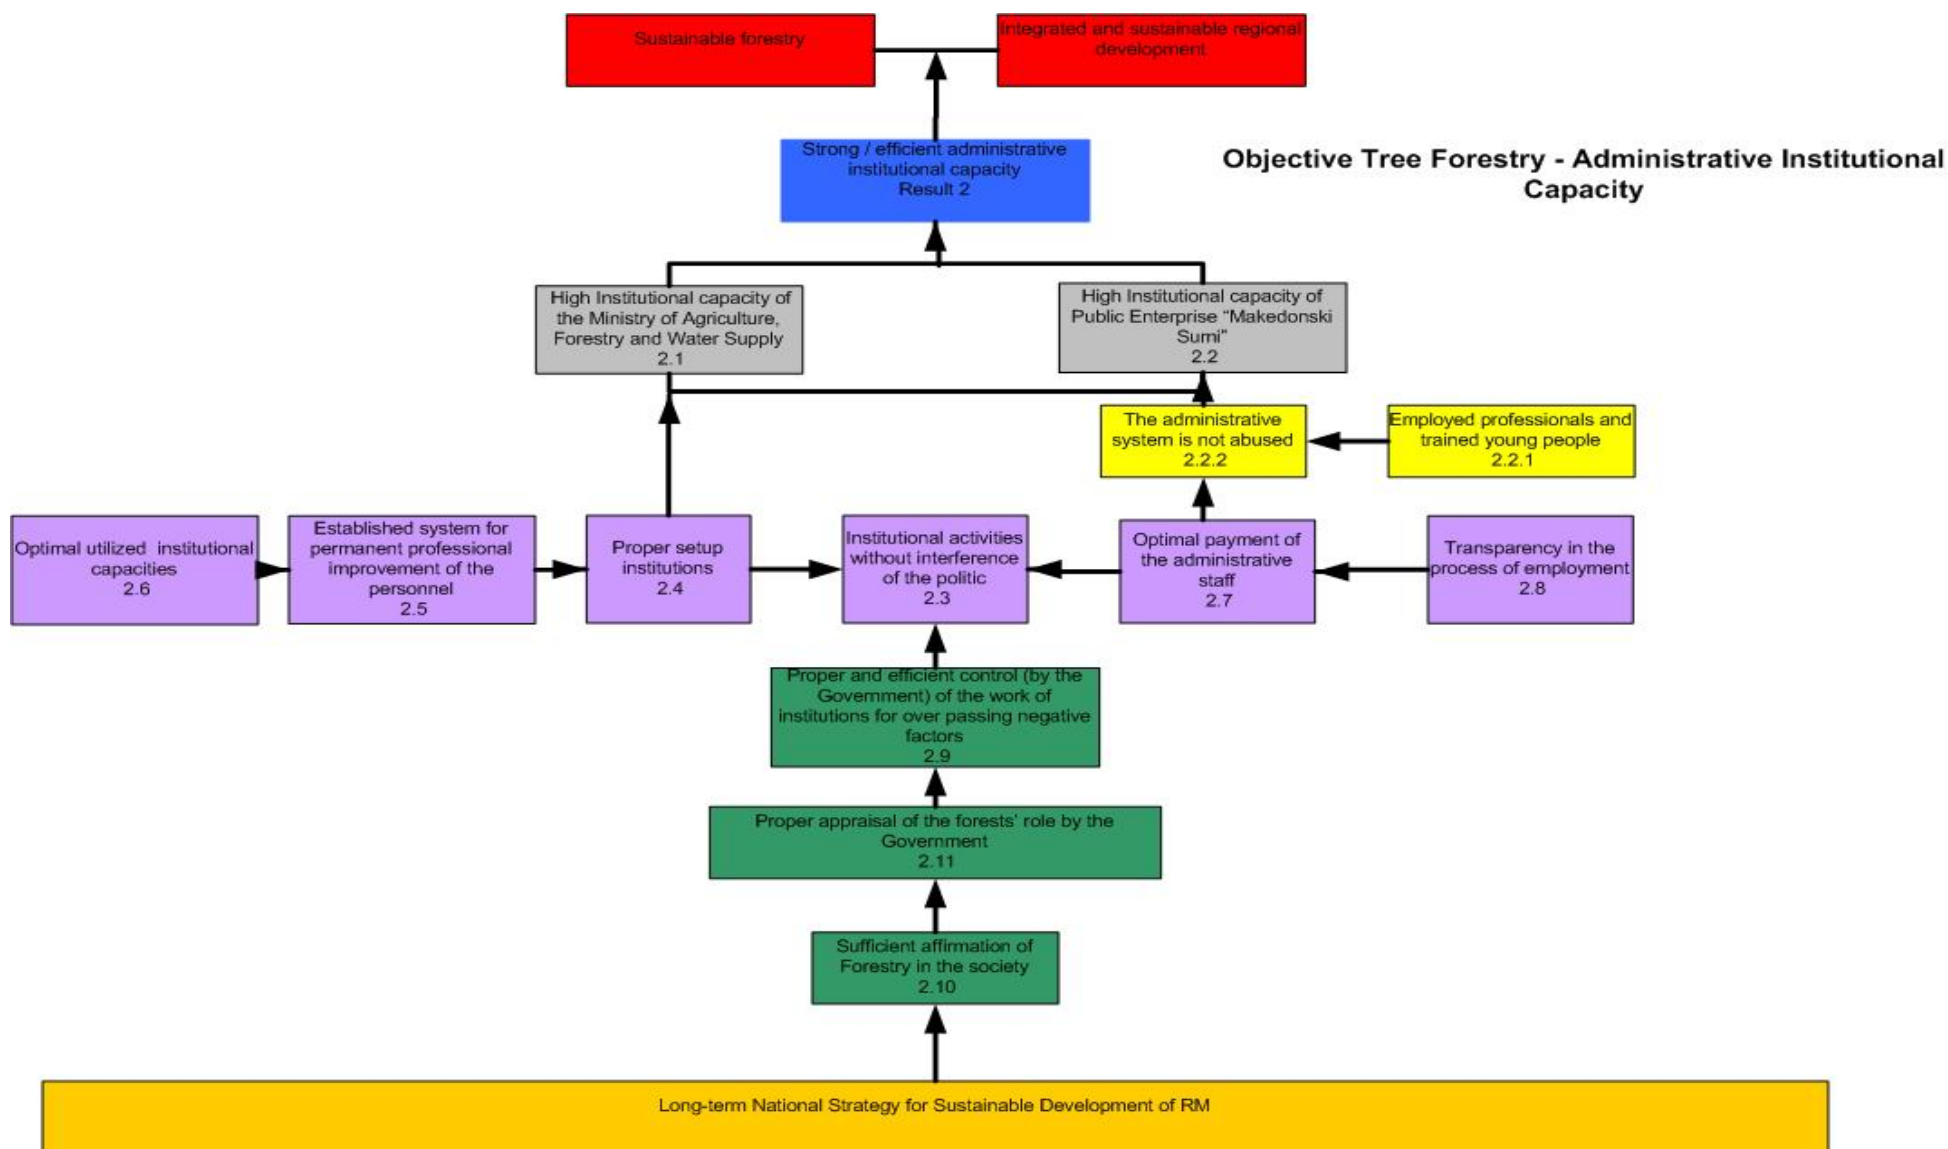 Sustainable forestry
Integrated and sustainable regional
development
Strong / efficient administrative
institutional capacity
Result 2
Objective Tree Forestry - Administrative Institutional
Capacity
High Institutional capacity of
the Ministry of Agriculture,
Forestry and Water Supply
2.1
High Institutional capacity of
Public Enterprise “Makedonski
Sumi”
2.2
The administrative
system is not abused
2.2.2
Employed professionals and
trained young people
2.2.1
Optimal utilized institutional
capacities
2.6
Established system for
permanent professional
improvement of the
personnel
2.5
Proper setup
institutions
2.4
Institutional activities
without interference
of the politic
2.3
Optimal payment of
the administrative
staff
2.7
Transparency in the
process of employment
2.8
Proper and efficient control (by the
Government) of the work of
institutions for over passing negative
factors
2.9
Proper appraisal of the forests’ role by the
Government
2.11
Sufficient affirmation of
Forestry in the society
2.10
Long-term National Strategy for Sustainable Development of RM